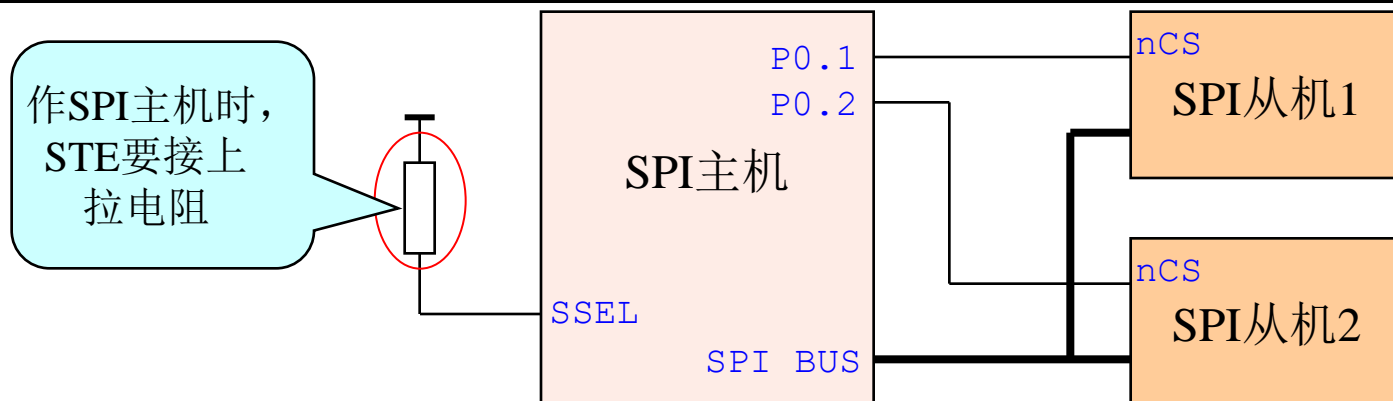 作SPI主机时，
STE要接上
拉电阻
SSEL
P0.1
P0.2
SPI主机
SPI BUS
nCS
SPI从机1
nCS
SPI从机2